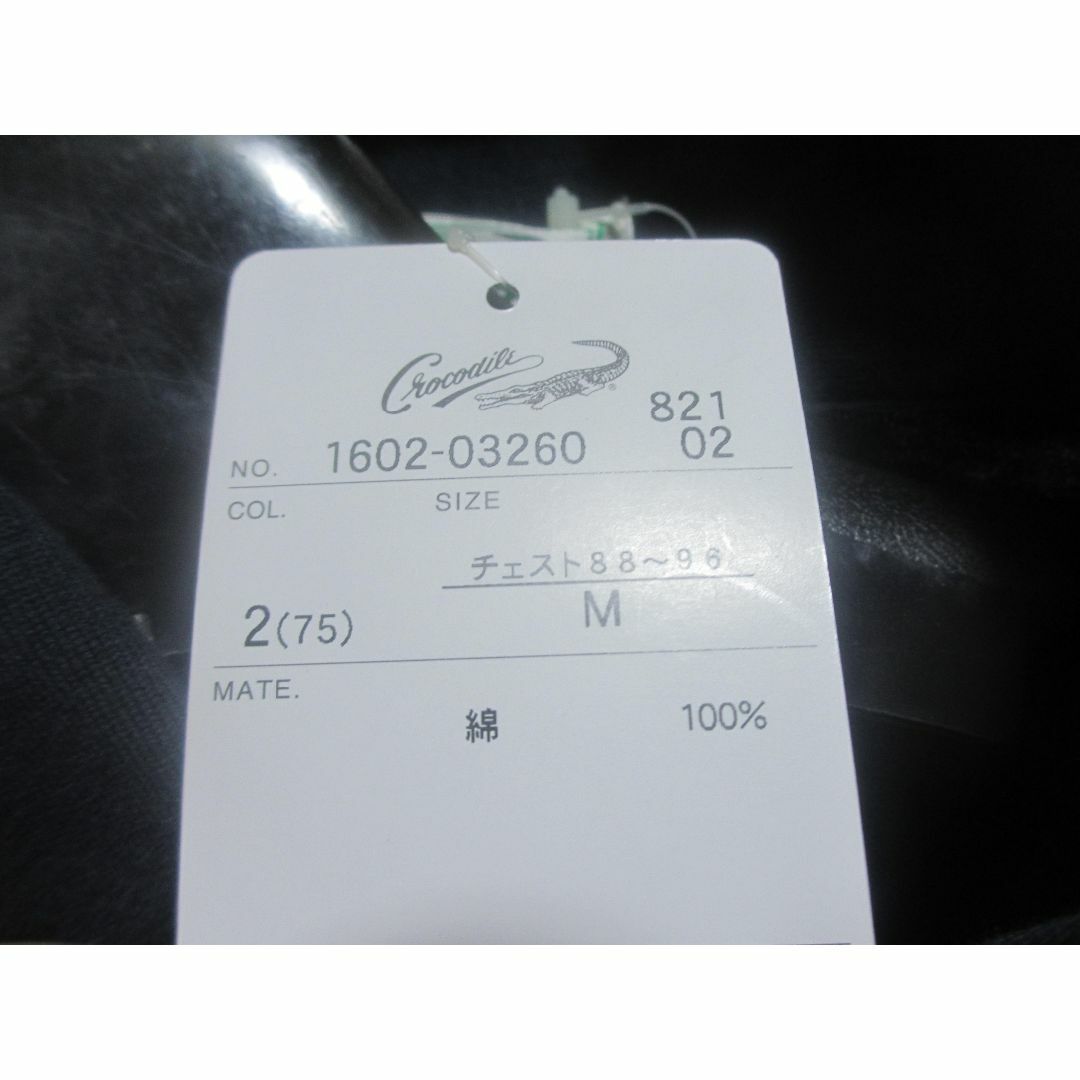 Crocodile ®
821
NO. 1602-03260 02
COL. SIZE
チェスト88〜96
2(75) M
MATE.
綿 100%